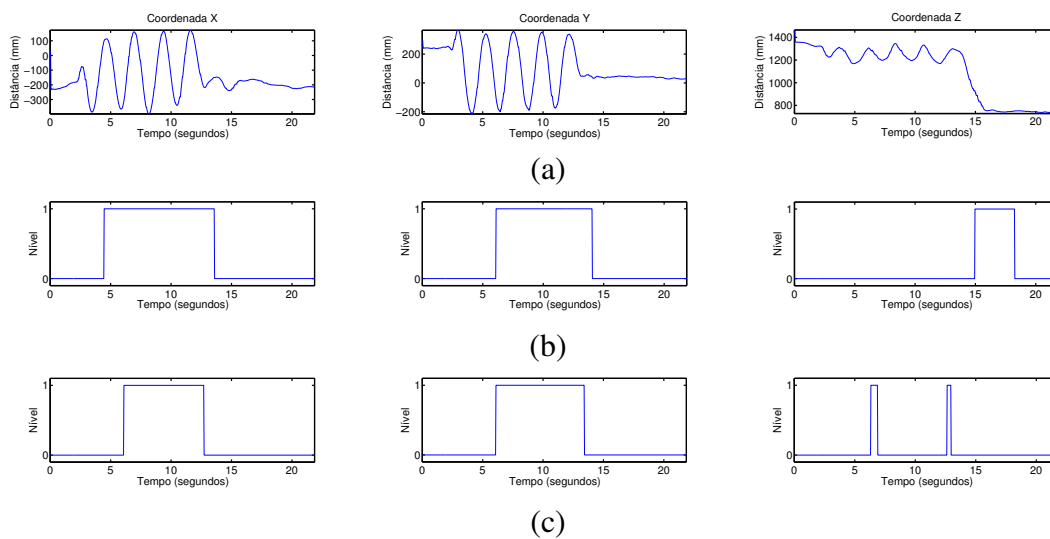 Coordenada X
Coordenada Y
Coordenada Z
Distância (mm)
100
0
−100
−200
−300
0
5
10
15
20
Tempo (segundos)
Distância (mm)
200
0
−200
0
5
10
15
20
Tempo (segundos)
Distância (mm)
1400
1200
1000
800
0
5
10
15
20
Tempo (segundos)
(a)
Nível
1
0
0
5
10
15
20
Tempo (segundos)
Nível
1
0
0
5
10
15
20
Tempo (segundos)
Nível
1
0
0
5
10
15
20
Tempo (segundos)
(b)
Nível
1
0
0
5
10
15
20
Tempo (segundos)
Nível
1
0
0
5
10
15
20
Tempo (segundos)
Nível
1
0
0
5
10
15
20
Tempo (segundos)
(c)